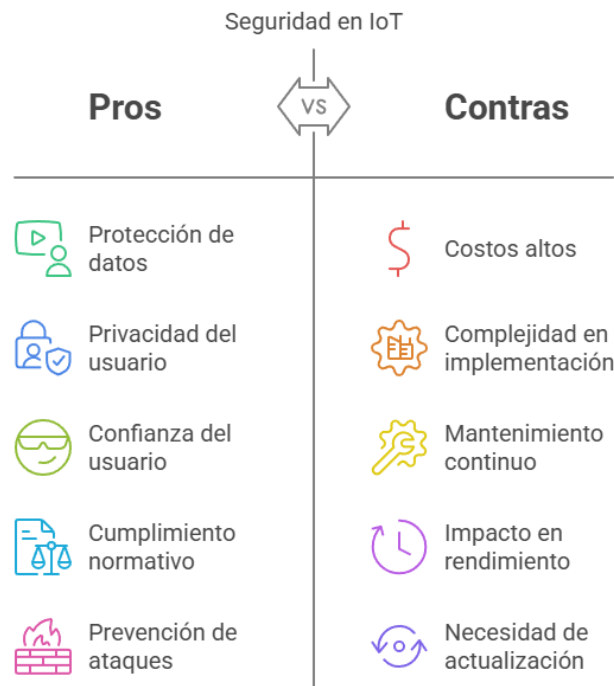 Seguridad en IoT
Pros
VS
Contras
Protección de
datos
Costos altos
Privacidad del
usuario
Complejidad en
implementación
Confianza del
usuario
Mantenimiento
continuo
Cumplimiento
normativo
Impacto en
rendimiento
Prevención de
ataques
Necesidad de
actualización